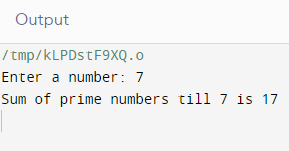 Output
/tmp/kLPDstF9XQ.o
Enter a number: 7
Sum of prime numbers till 7 is 17